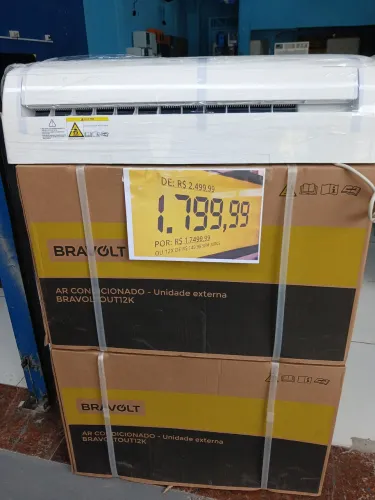 DE: R$ 2.499,99
1.799,99
POR: R$ 1.7499,99
BRAVOLT
AR CONDICIONADO - Unidade externa
BRAVOLTOUT12K
BRAVOLT
AR CONDICIONADO - Unidade externa
BRAVOLTOUT12K